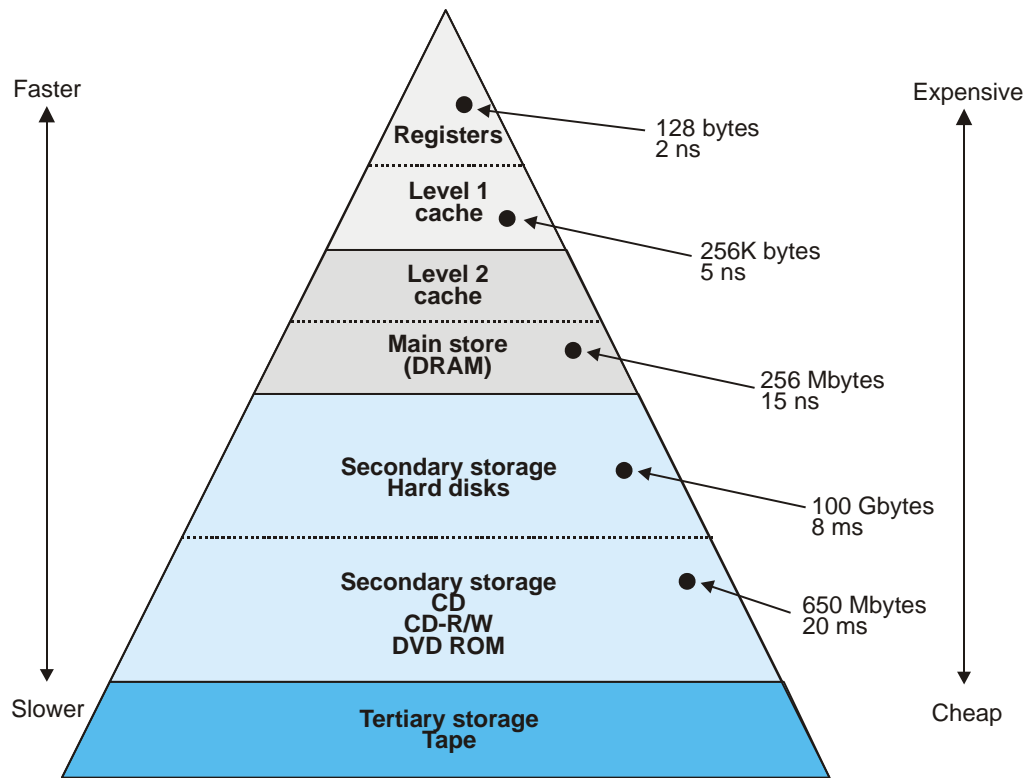 Faster
Expensive
Registers
128 bytes
2 ns
Level 1
cache
256K bytes
5 ns
Level 2
cache
Main store
(DRAM)
256 Mbytes
15 ns
Secondary storage
Hard disks
100 Gbytes
8 ms
Secondary storage
CD
CD-R/W
DVD ROM
650 Mbytes
20 ms
Slower
Cheap
Tertiary storage
Tape